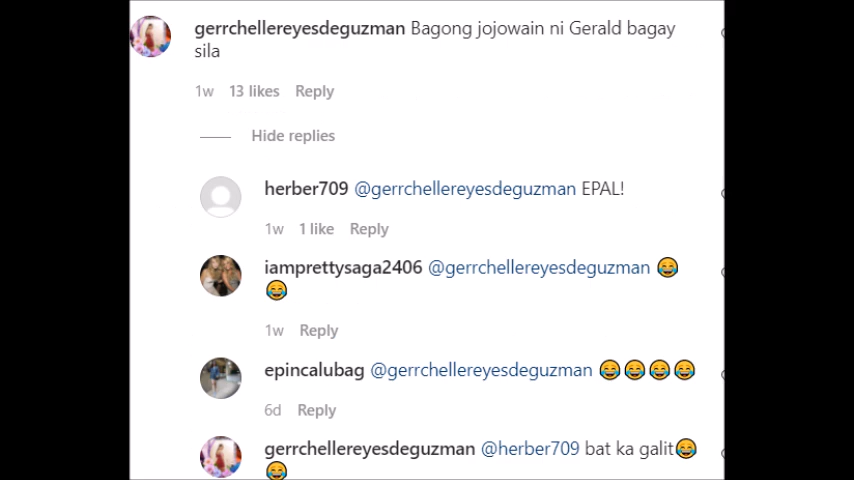 gerrchellereyesdeguzman Bagong jojowain ni Gerald bagay
sila
1w 13 likes Reply
Hide replies
herber709 @gerrchellereyesdeguzman EPAL!
1w 1 like Reply
iamprettysaga2406 @gerrchellereyesdeguzman 😂
😂
1w Reply
epincalubag @gerrchellereyesdeguzman 😂😂😂😂
6d Reply
gerrchellereyesdeguzman @herber709 bat ka galit😂
😂